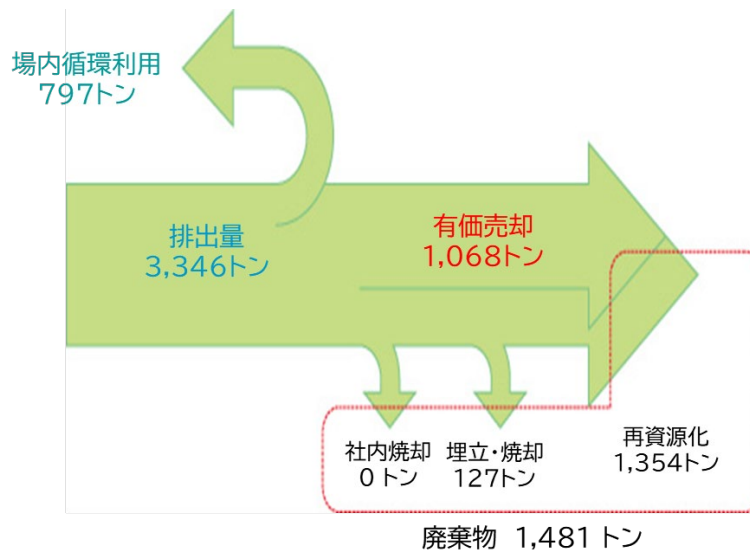 場内循環利用
797トン
排出量
3,346トン
有価売却
1,068トン
社内焼却
0 トン
埋立・焼却
127トン
再資源化
1,354トン
廃棄物 1,481 トン